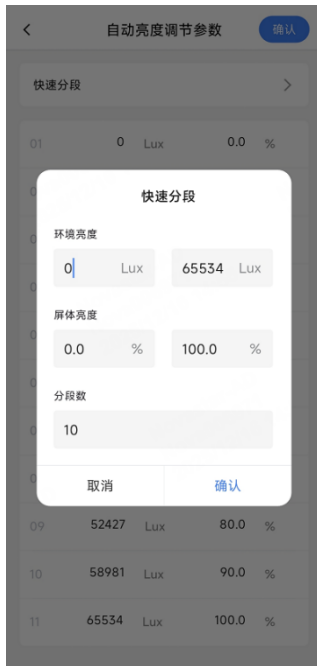 自动亮度调节参数
确认
快速分段
01 0 Lux 0.0 %
快速分段
环境亮度
0 Lux 65534 Lux
屏体亮度
0.0 % 100.0 %
分段数
10
取消 确认
09 52427 Lux 80.0 %
10 58981 Lux 90.0 %
11 65534 Lux 100.0 %